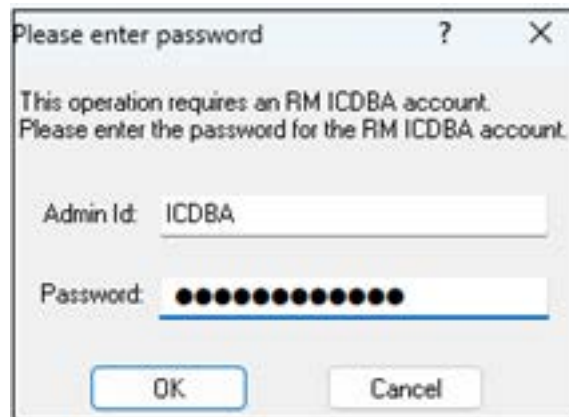 Please enter password ? ×
This operation requires an RM ICDBA account.
Please enter the password for the RM ICDBA account.
Admin Id: ICDBA
Password: ●●●●●●●●●●●●
OK Cancel